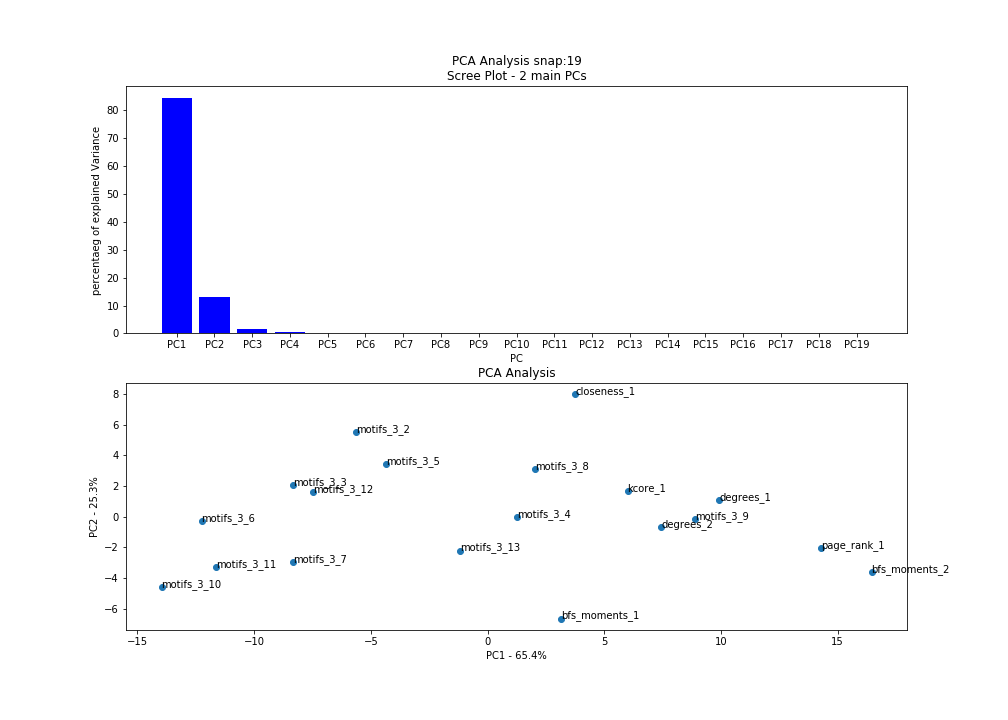 PCA Analysis snap:19
Scree Plot - 2 main PCs
percentaeg of explained Variance
80
70
60
50
40
30
20
10
0
PC1 PC2 PC3 PC4 PC5 PC6 PC7 PC8 PC9 PC10 PC11 PC12 PC13 PC14 PC15 PC16 PC17 PC18 PC19
PC
PCA Analysis
PC2 - 25.3%
8
6
4
2
0
−2
−4
−6
closeness_1
motifs_3_2
motifs_3_5
motifs_3_8
motifs_3_3
motifs_3_12
kcore_1
degrees_1
motifs_3_6
motifs_3_4
motifs_3_9
degrees_2
motifs_3_13
page_rank_1
motifs_3_11
motifs_3_7
bfs_moments_2
motifs_3_10
bfs_moments_1
−15 −10 −5 0 5 10 15
PC1 - 65.4%